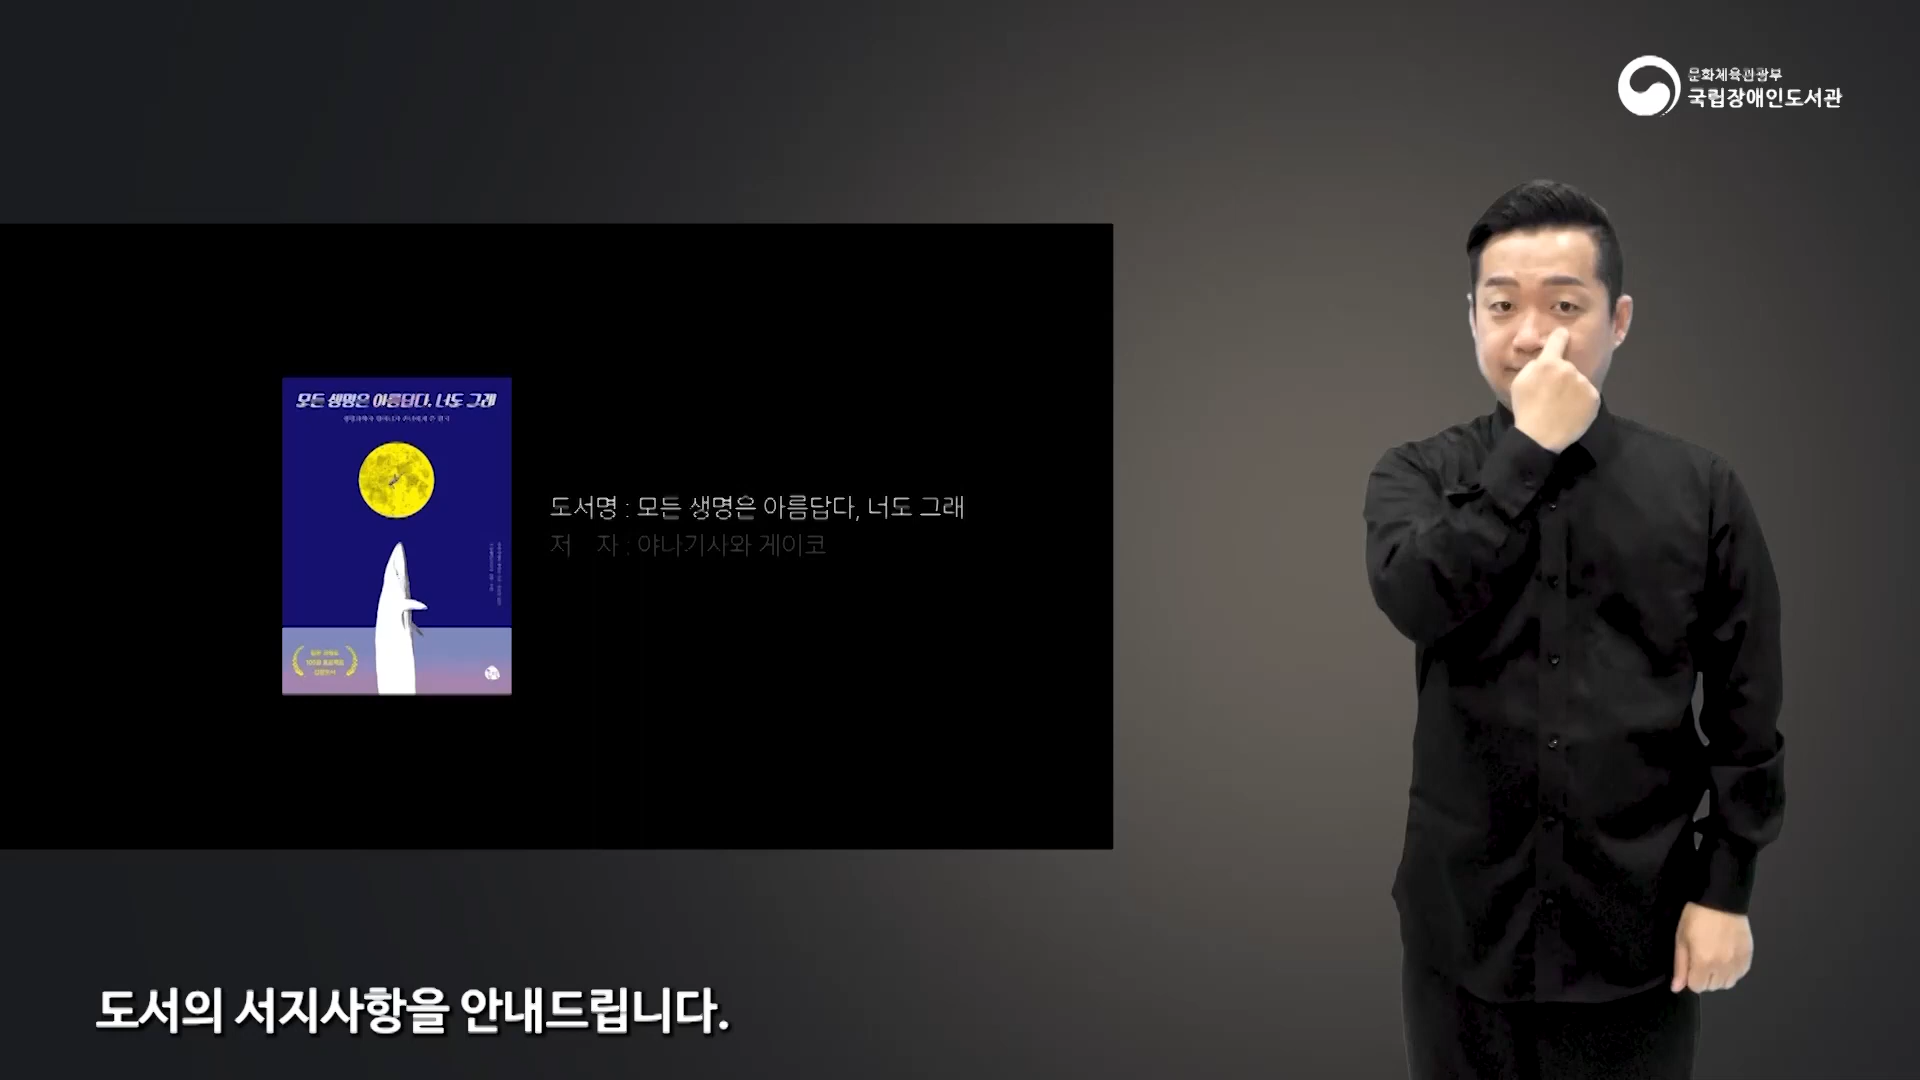 문화체육관광부
국립장애인도서관
모든 생명은 아름답다, 너도 그래
도서명 : 모든 생명은 아름답다, 너도 그래
저 자 : 야나기사와 게이코
도서의 서지사항을 안내드립니다.